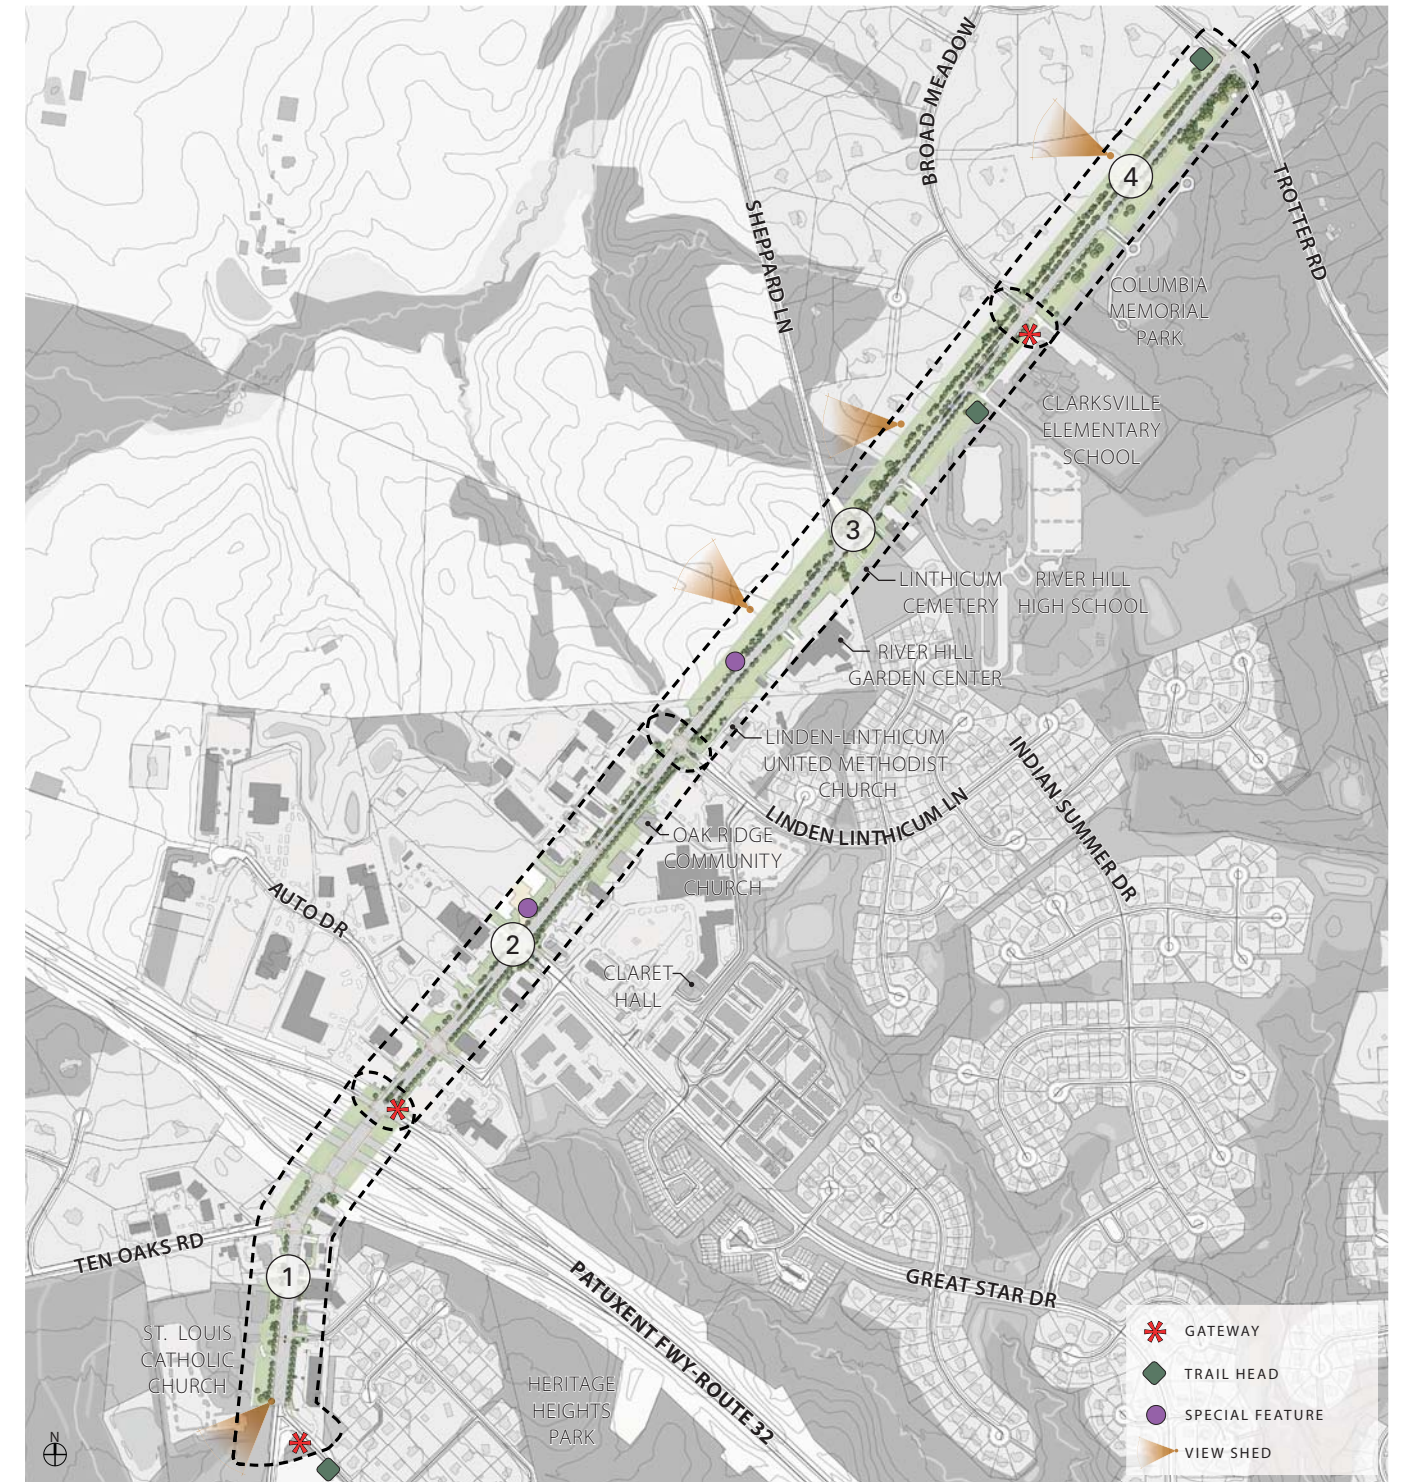 BROAD MEADOW
4
TROTTER RD
SHEPPARD LN
COLUMBIA
MEMORIAL
PARK
CLARKSVILLE
ELEMENTARY
SCHOOL
3
LINTHICUM
CEMETERY
RIVER HILL
HIGH SCHOOL
RIVER HILL
GARDEN CENTER
LINDEN-LINTHICUM
UNITED METHODIST
CHURCH
INDIAN SUMMER DR
LINDEN LINTHICUM LN
OAK RIDGE
COMMUNITY
CHURCH
AUTO DR
2
CLARET
HALL
TEN OAKS RD
1
PATUXENT FWY-ROUTE 32
GREAT STAR DR
ST. LOUIS
CATHOLIC
CHURCH
HERITAGE
HEIGHTS
PARK
N
GATEWAY
TRAIL HEAD
SPECIAL FEATURE
VIEW SHED